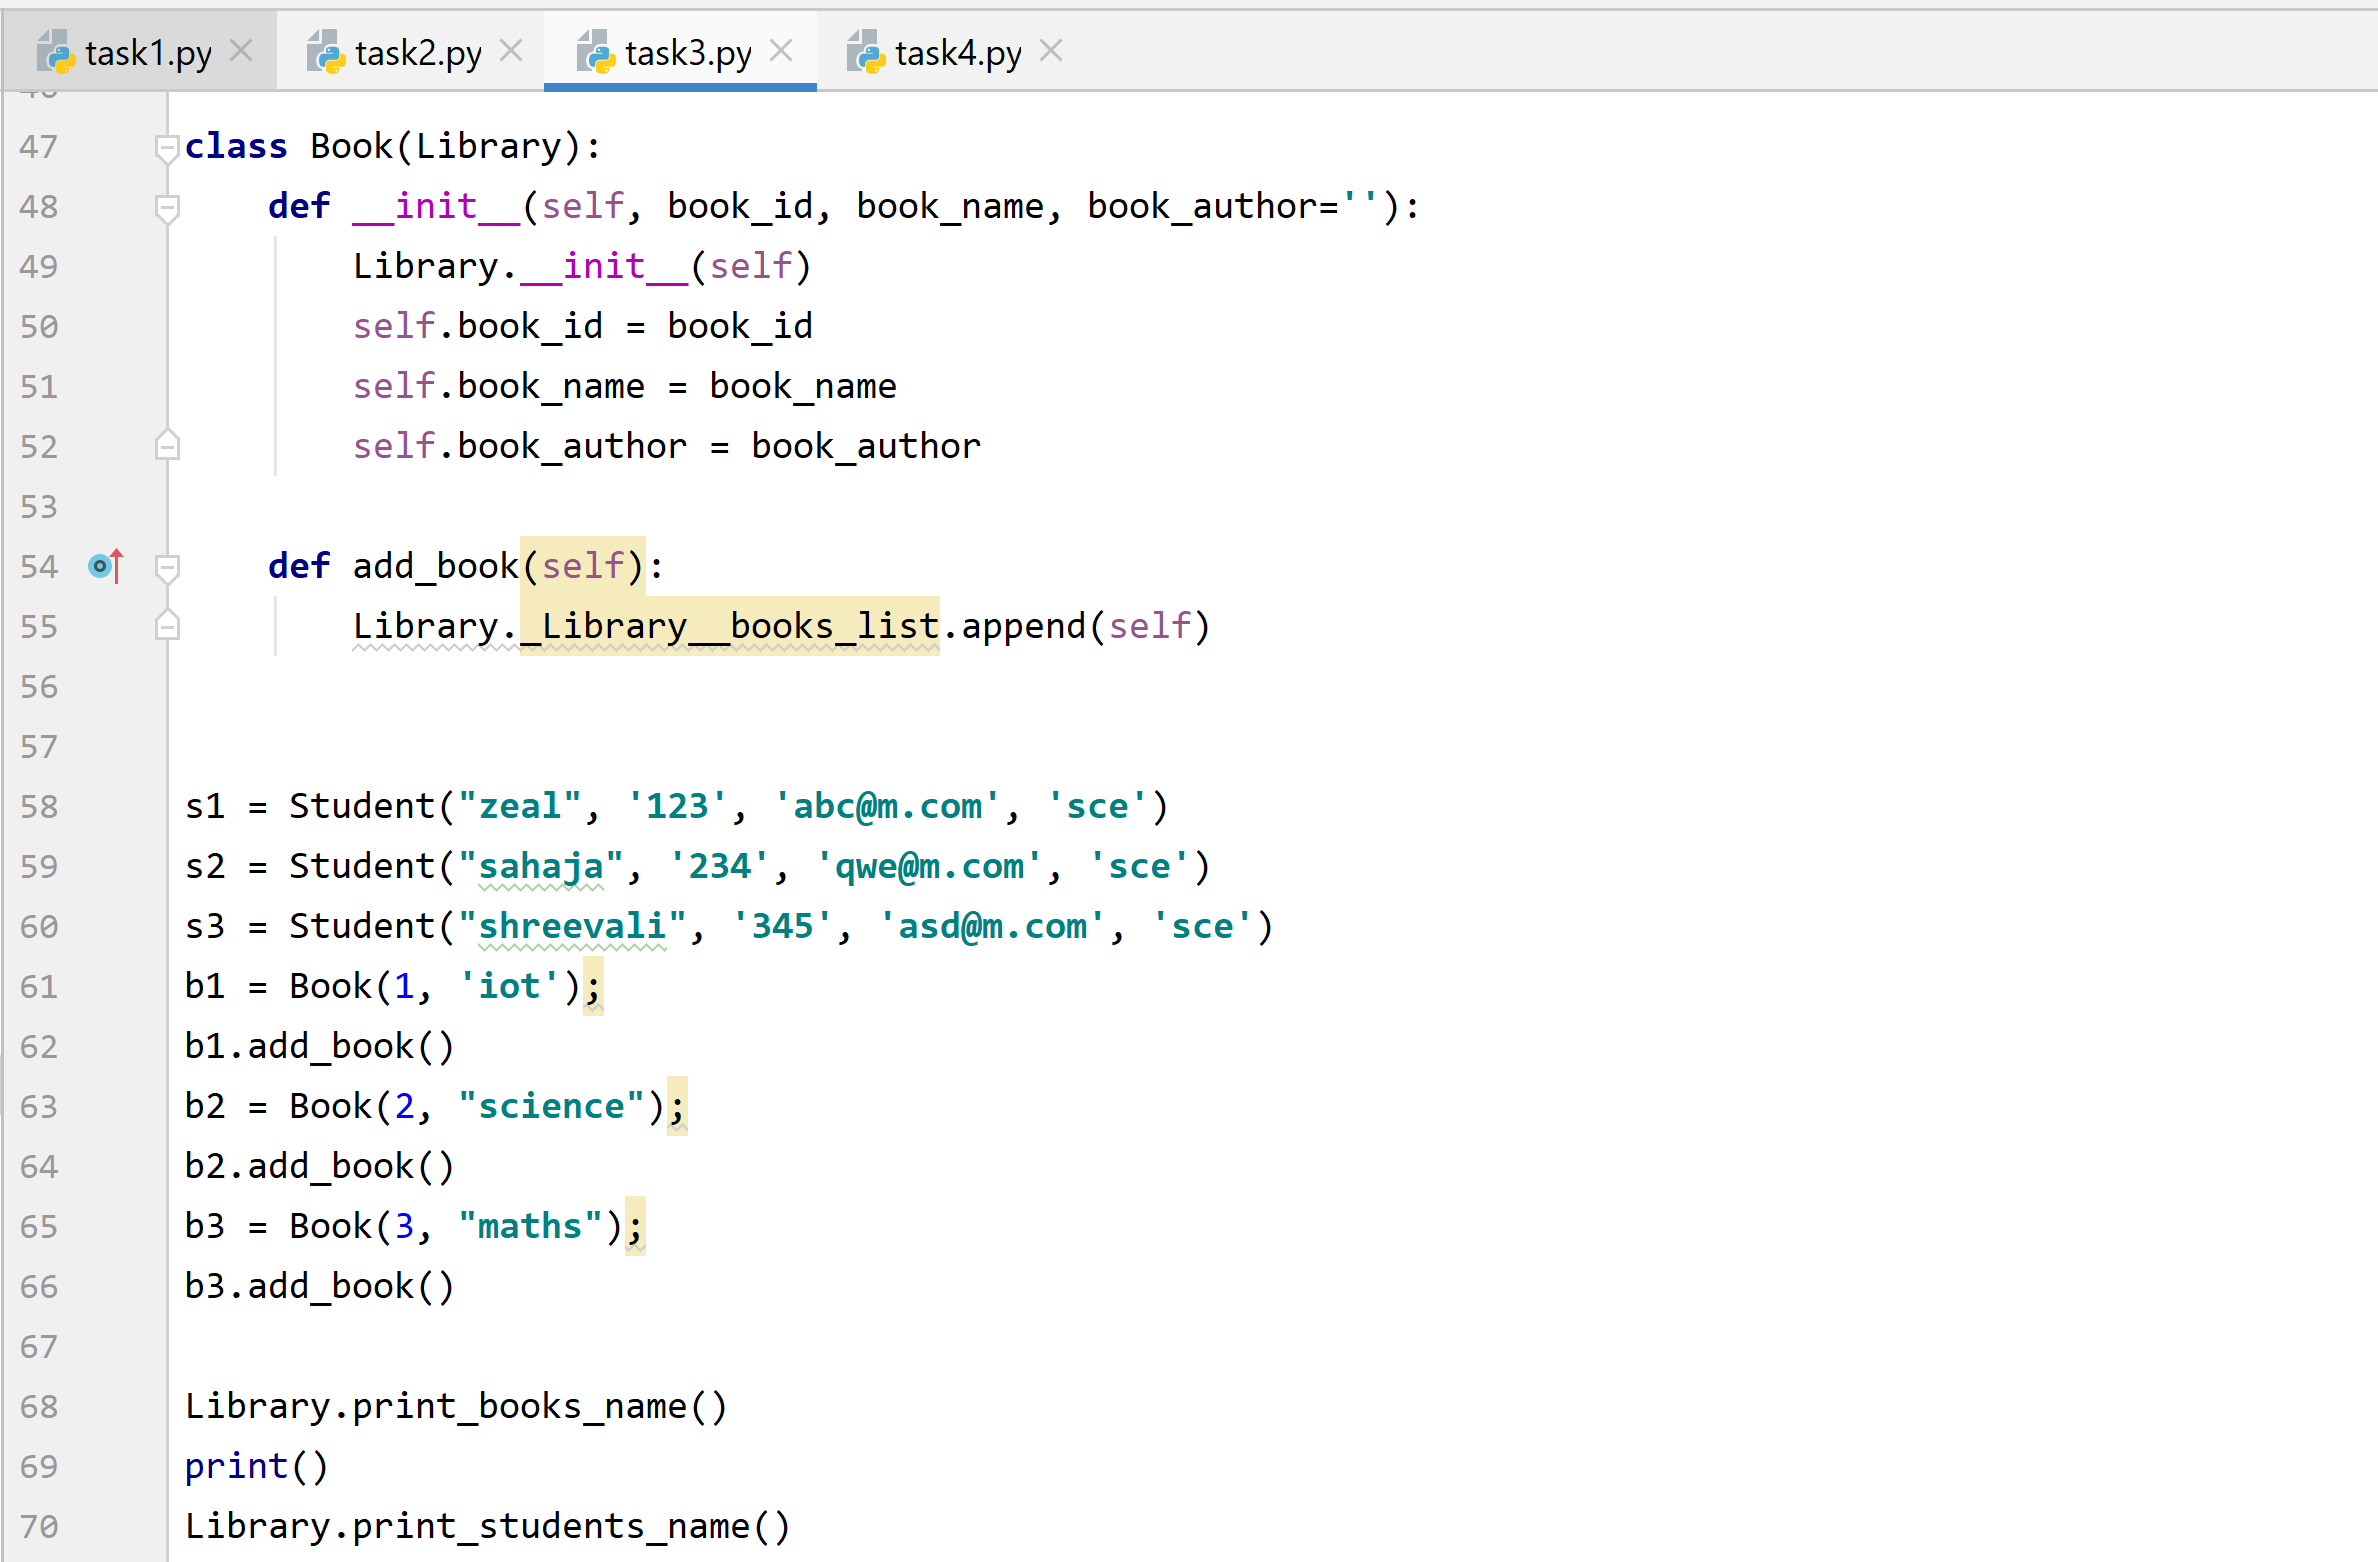 task1.py task2.py task3.py task4.py
47 class Book(Library):
48     def __init__(self, book_id, book_name, book_author=''):
49         Library.__init__(self)
50         self.book_id = book_id
51         self.book_name = book_name
52         self.book_author = book_author
53
54     def add_book(self):
55         Library._Library__books_list.append(self)
56
57
58 s1 = Student("zeal", '123', 'abc@m.com', 'sce')
59 s2 = Student("sahaja", '234', 'qwe@m.com', 'sce')
60 s3 = Student("shreevali", '345', 'asd@m.com', 'sce')
61 b1 = Book(1, 'iot');
62 b1.add_book()
63 b2 = Book(2, "science");
64 b2.add_book()
65 b3 = Book(3, "maths");
66 b3.add_book()
67
68 Library.print_books_name()
69 print()
70 Library.print_students_name()